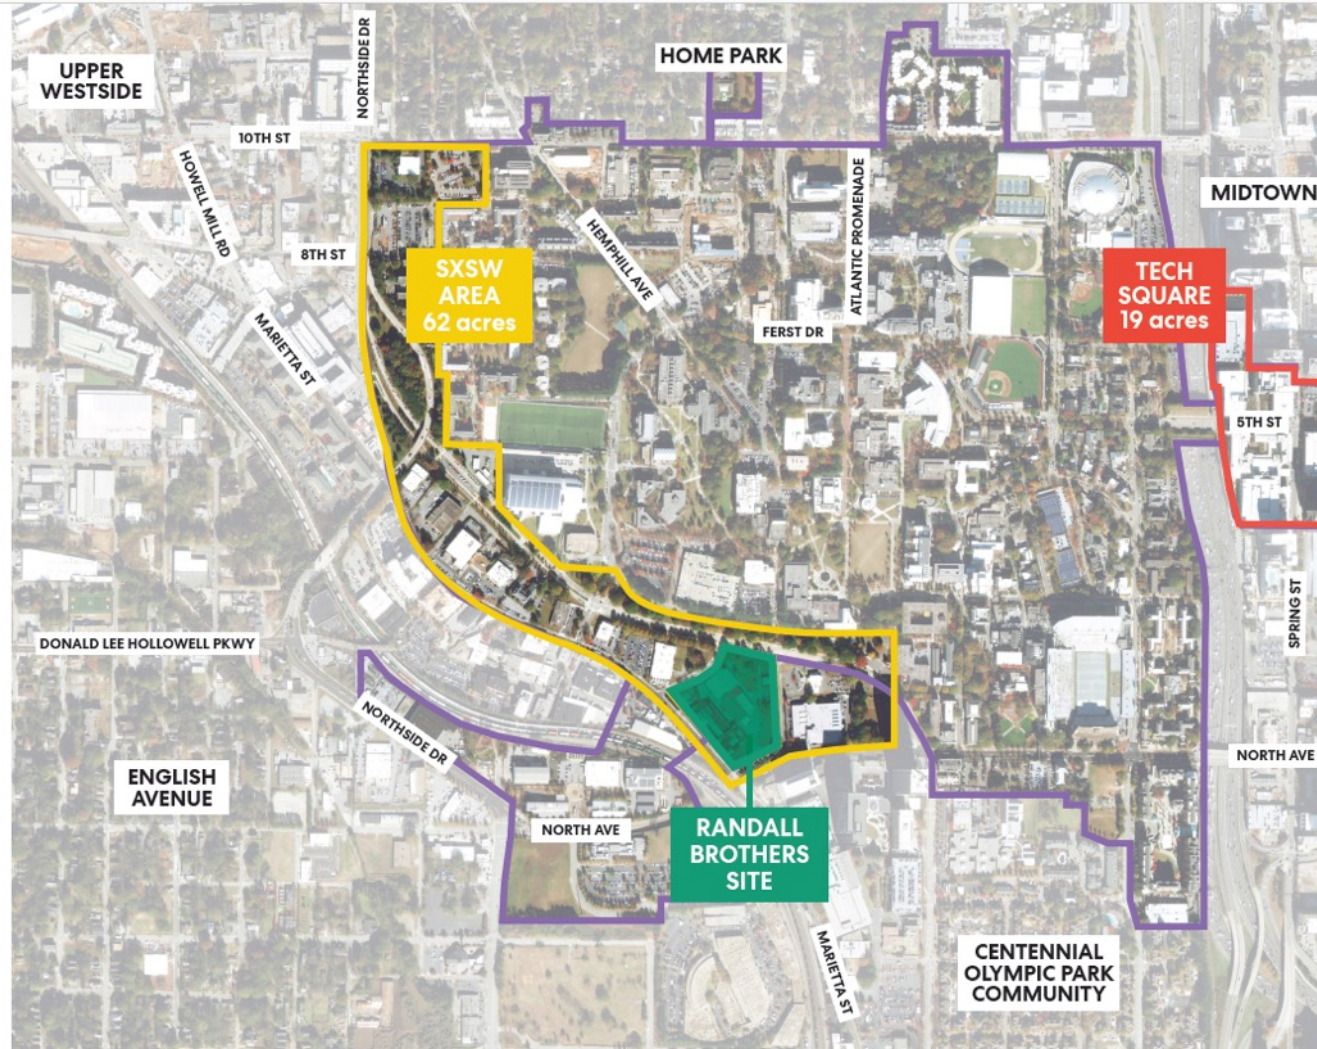 UPPER
WESTSIDE
NORTHSIDE DR
HOME PARK
10TH ST
HOWELL MILL RD
8TH ST
MARIETTA ST
SXSW
AREA
62 acres
HEMPHILL AVE
ATLANTIC PROMENADE
FERST DR
MIDTOWN
TECH
SQUARE
19 acres
5TH ST
SPRING ST
DONALD LEE HOLLOWELL PKWY
NORTHSIDE DR
ENGLISH
AVENUE
NORTH AVE
RANDALL
BROTHERS
SITE
NORTH AVE
MARIETTA ST
CENTENNIAL
OLYMPIC PARK
COMMUNITY